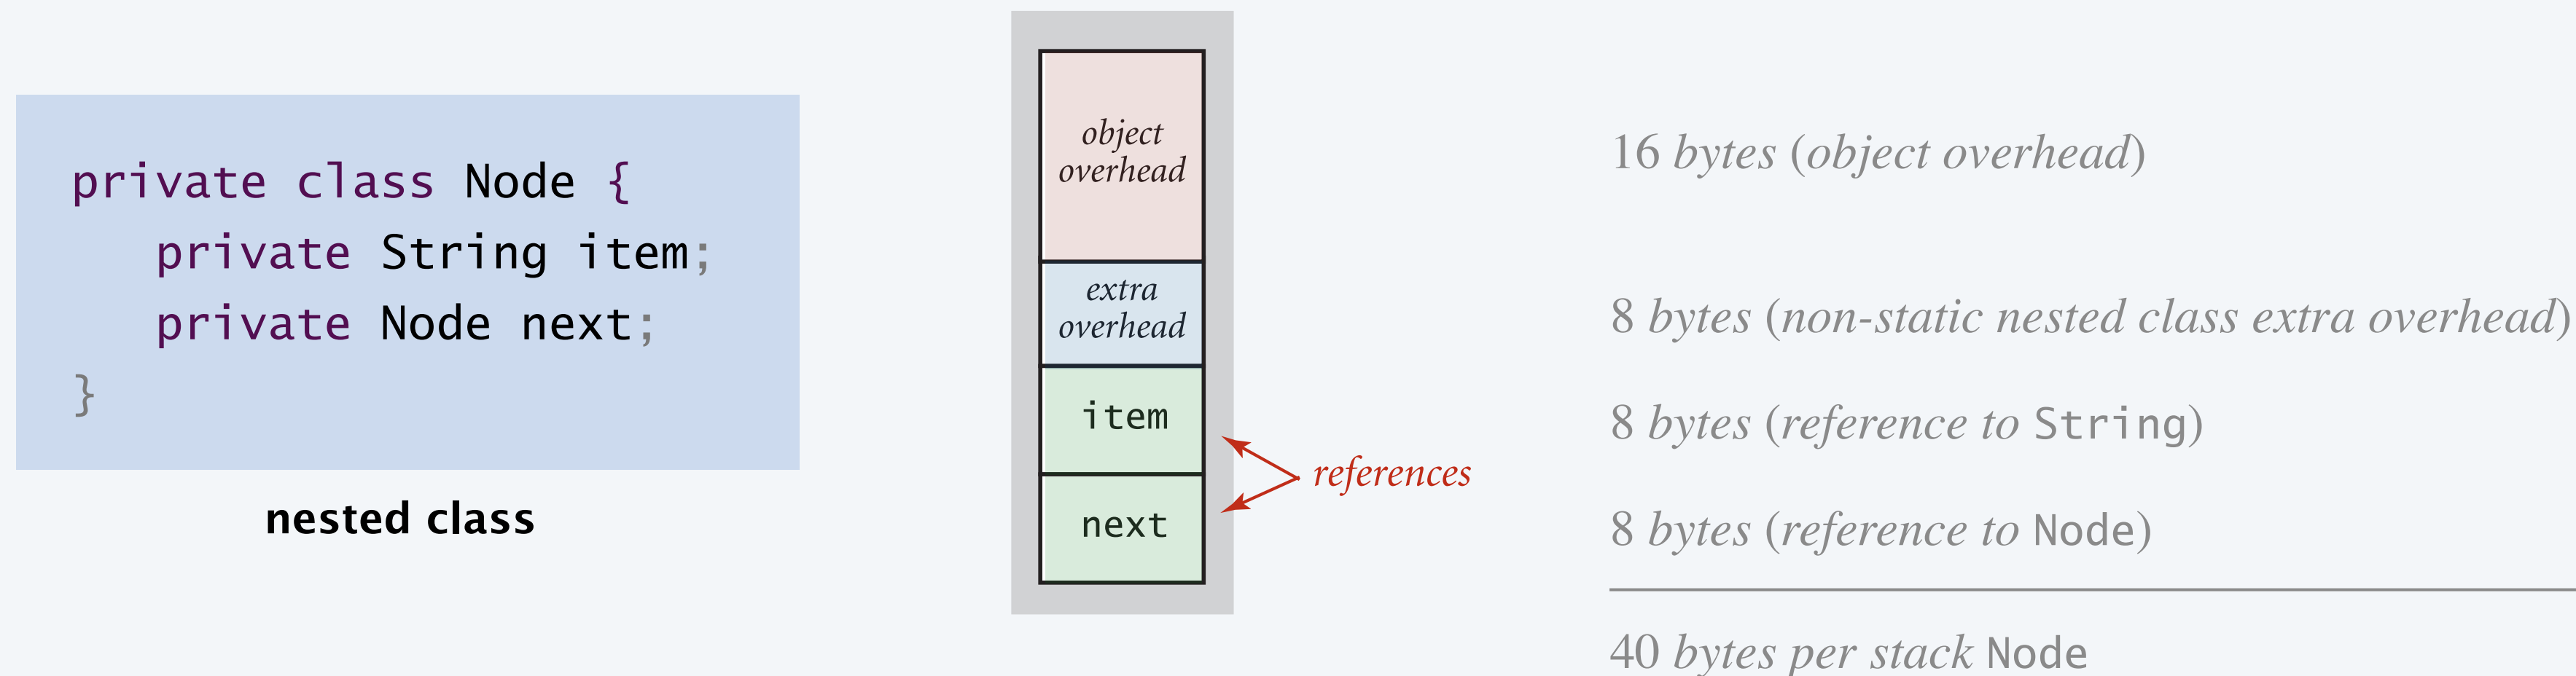 private class Node {
private String item;
private Node next;
}
nested class
object
overhead
extra
overhead
item
next
references
16 bytes (object overhead)
8 bytes (non-static nested class extra overhead)
8 bytes (reference to String)
8 bytes (reference to Node)
40 bytes per stack Node